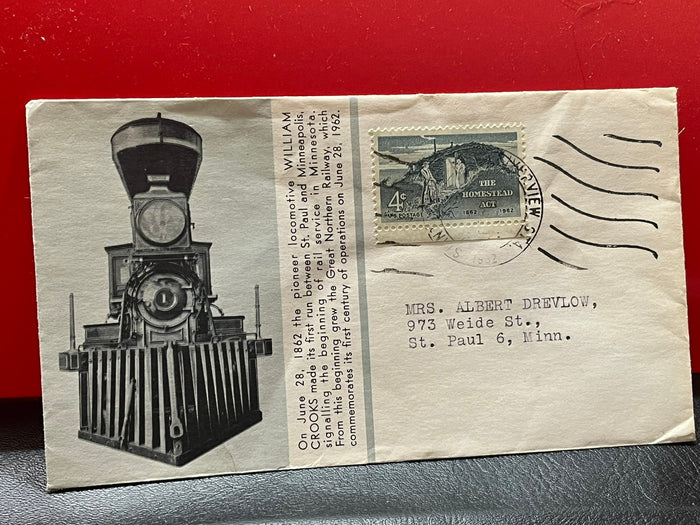 On June 28, 1862 the pioneer locomotive WILLIAM
CROOKS made its first run between St. Paul and Minneapolis,
signalling the beginning of rail service in Minnesota.
From this beginning grew the Great Northern Railway, which
commemorates its first century of operations on June 28, 1962.
1
4¢
U.S. POSTAGE
THE
HOMESTEAD
ACT
1862 1962
RIVERVIEW STA.
MRS. ALBERT DREVLOW,
973 Weide St.,
St. Paul 6, Minn.